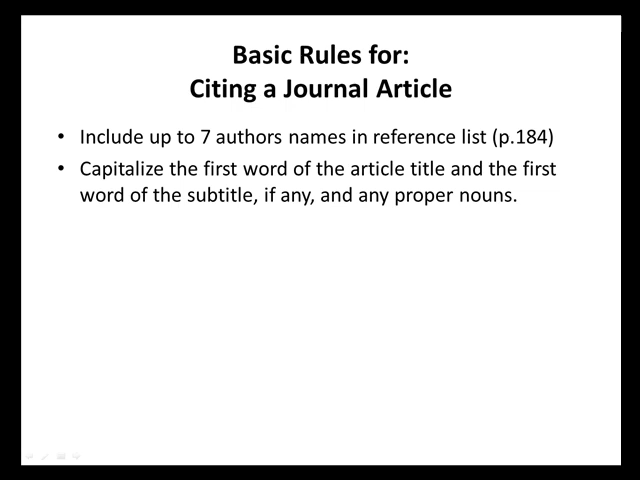 Basic Rules for:
Citing a Journal Article
• Include up to 7 authors names in reference list (p.184)
• Capitalize the first word of the article title and the first
word of the subtitle, if any, and any proper nouns.